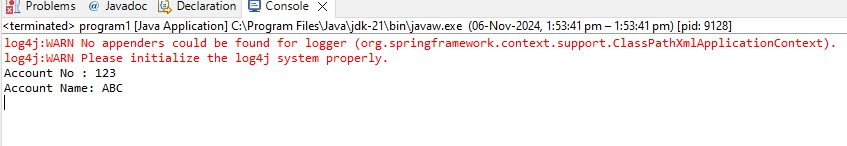 Problems @ Javadoc Declaration Console
<terminated> program1 [Java Application] C:\Program Files\Java\jdk-21\bin\javaw.exe (06-Nov-2024, 1:53:41 pm – 1:53:41 pm) [pid: 9128]
log4j:WARN No appenders could be found for logger (org.springframework.context.support.ClassPathXmlApplicationContext).
log4j:WARN Please initialize the log4j system properly.
Account No : 123
Account Name: ABC